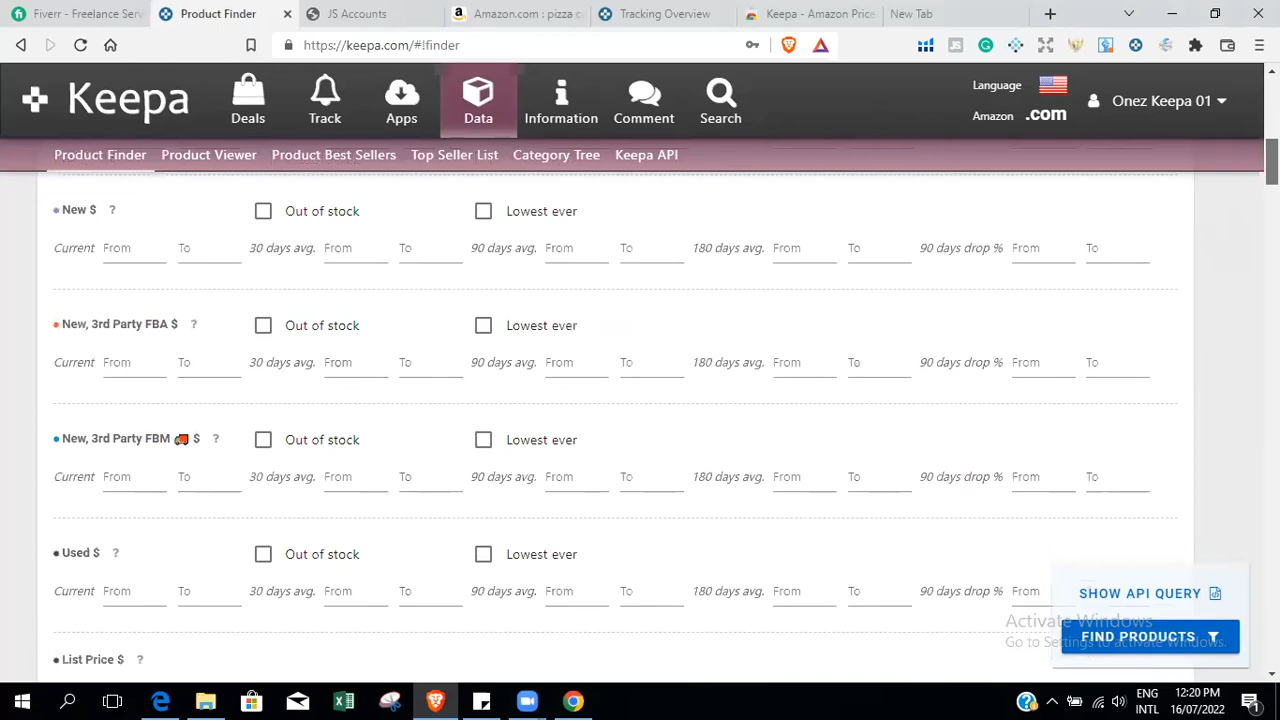 Fiverr - Freelance Serv
Product Finder
JS Accounts
Amazon.com : pizza c
Tracking Overview
Keepa - Amazon Price
New Tab
https://keepa.com/#!finder
Keepa
Deals
Track
Apps
Data
Information
Comment
Search
Language
Amazon .com
Onez Keepa 01
Product Finder
Product Viewer
Product Best Sellers
Top Seller List
Category Tree
Keepa API
New $ ? Out of stock Lowest ever
Current From To 30 days avg. From To 90 days avg. From To 180 days avg. From To 90 days drop % From To
New, 3rd Party FBA $ ? Out of stock Lowest ever
Current From To 30 days avg. From To 90 days avg. From To 180 days avg. From To 90 days drop % From To
New, 3rd Party FBM $ ? Out of stock Lowest ever
Current From To 30 days avg. From To 90 days avg. From To 180 days avg. From To 90 days drop % From To
Used $ ? Out of stock Lowest ever
Current From To 30 days avg. From To 90 days avg. From To 180 days avg. From To 90 days drop % From To
SHOW API QUERY
Activate Windows
FIND PRODUCTS
Go to Settings to activate Windows.
List Price $ ?
ENG
INTL
12:20 PM
16/07/2022
1